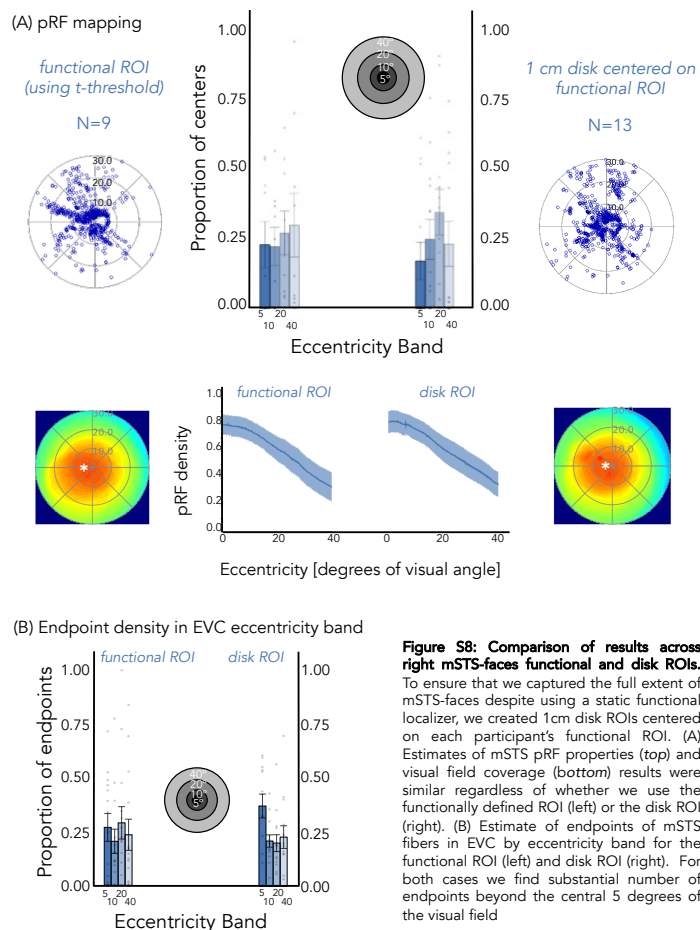 (A) pRF mapping
functional ROI
(using t-threshold)
N=9
30.0
20.0
10.0
Proportion of centers
1.00
0.75
0.50
0.25
0.00
40°
20°
10°
5°
5 20
10 40
5 20
10 40
Eccentricity Band
1.00
0.75
0.50
0.25
0.00
1 cm disk centered on
functional ROI
N=13
30.0
20.0
30.0
20.0
10.0
pRF density
1.0
0.8
0.6
0.4
0.2
0.0
functional ROI
disk ROI
0 20 40
0 20 40
Eccentricity [degrees of visual angle]
30.0
20.0
10.0
(B) Endpoint density in EVC eccentricity band
functional ROI
disk ROI
Proportion of endpoints
1.00
0.75
0.50
0.25
0.00
40°
20°
10°
5°
1.00
0.75
0.50
0.25
0.00
5 20
10 40
5 20
10 40
Eccentricity Band
Figure S8: Comparison of results across
right mSTS-faces functional and disk ROIs.
To ensure that we captured the full extent of
mSTS-faces despite using a static functional
localizer, we created 1cm disk ROIs centered
on each participant's functional ROI. (A)
Estimates of mSTS pRF properties (top) and
visual field coverage (bottom) results were
similar regardless of whether we use the
functionally defined ROI (left) or the disk ROI
(right). (B) Estimate of endpoints of mSTS
fibers in EVC by eccentricity band for the
functional ROI (left) and disk ROI (right). For
both cases we find substantial number of
endpoints beyond the central 5 degrees of
the visual field